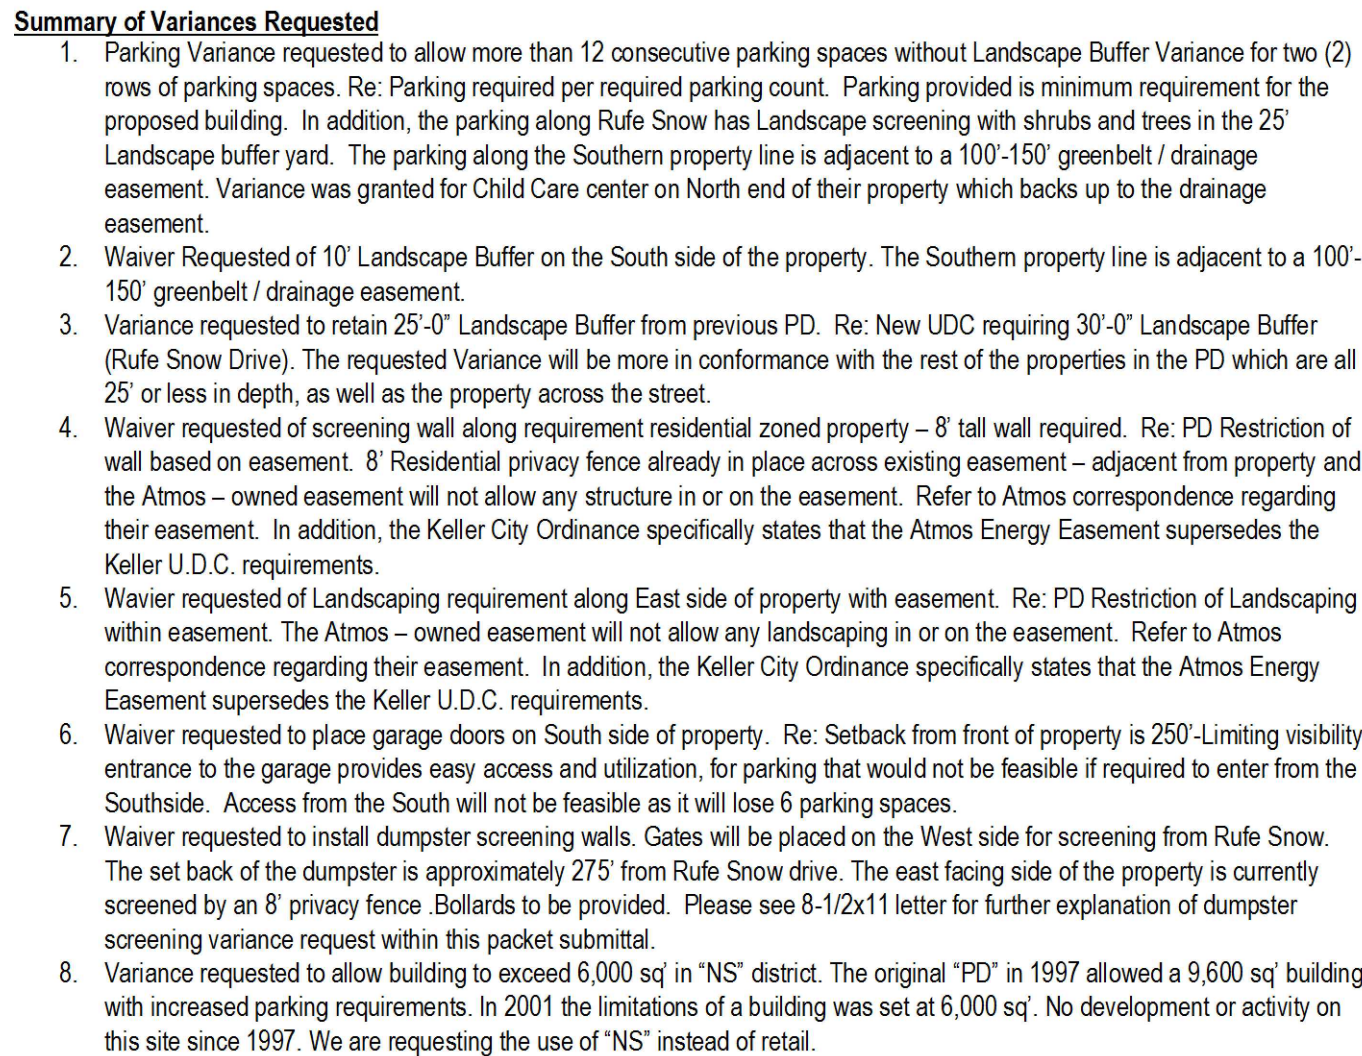 Summary of Variances Requested
1. Parking Variance requested to allow more than 12 consecutive parking spaces without Landscape Buffer Variance for two (2)
rows of parking spaces. Re: Parking required per required parking count. Parking provided is minimum requirement for the
proposed building. In addition, the parking along Rufe Snow has Landscape screening with shrubs and trees in the 25'
Landscape buffer yard. The parking along the Southern property line is adjacent to a 100'-150' greenbelt / drainage
easement. Variance was granted for Child Care center on North end of their property which backs up to the drainage
easement.
2. Waiver Requested of 10' Landscape Buffer on the South side of the property. The Southern property line is adjacent to a 100'-
150' greenbelt / drainage easement.
3. Variance requested to retain 25'-0" Landscape Buffer from previous PD. Re: New UDC requiring 30'-0" Landscape Buffer
(Rufe Snow Drive). The requested Variance will be more in conformance with the rest of the properties in the PD which are all
25' or less in depth, as well as the property across the street.
4. Waiver requested of screening wall along requirement residential zoned property – 8' tall wall required. Re: PD Restriction of
wall based on easement. 8' Residential privacy fence already in place across existing easement – adjacent from property and
the Atmos – owned easement will not allow any structure in or on the easement. Refer to Atmos correspondence regarding
their easement. In addition, the Keller City Ordinance specifically states that the Atmos Energy Easement supersedes the
Keller U.D.C. requirements.
5. Wavier requested of Landscaping requirement along East side of property with easement. Re: PD Restriction of Landscaping
within easement. The Atmos – owned easement will not allow any landscaping in or on the easement. Refer to Atmos
correspondence regarding their easement. In addition, the Keller City Ordinance specifically states that the Atmos Energy
Easement supersedes the Keller U.D.C. requirements.
6. Waiver requested to place garage doors on South side of property. Re: Setback from front of property is 250'-Limiting visibility
entrance to the garage provides easy access and utilization, for parking that would not be feasible if required to enter from the
Southside. Access from the South will not be feasible as it will lose 6 parking spaces.
7. Waiver requested to install dumpster screening walls. Gates will be placed on the West side for screening from Rufe Snow.
The set back of the dumpster is approximately 275' from Rufe Snow drive. The east facing side of the property is currently
screened by an 8' privacy fence .Bollards to be provided. Please see 8-1/2x11 letter for further explanation of dumpster
screening variance request within this packet submittal.
8. Variance requested to allow building to exceed 6,000 sq' in “NS” district. The original “PD” in 1997 allowed a 9,600 sq' building
with increased parking requirements. In 2001 the limitations of a building was set at 6,000 sq'. No development or activity on
this site since 1997. We are requesting the use of “NS” instead of retail.